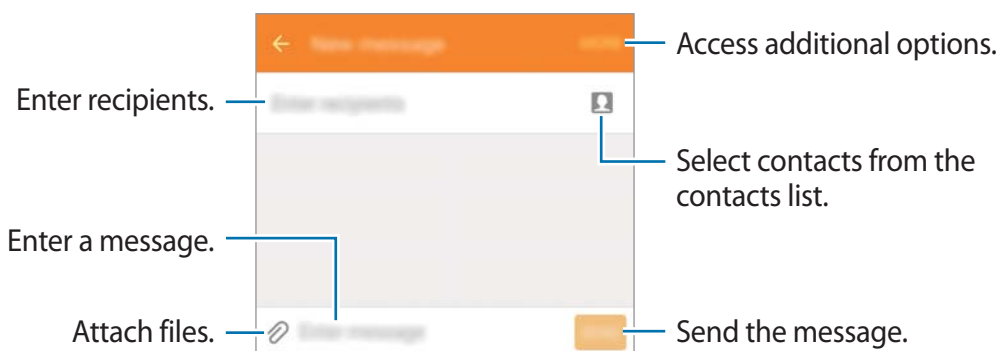 Access additional options.
Enter recipients.
Select contacts from the
contacts list.
Enter a message.
Attach files.
Send the message.